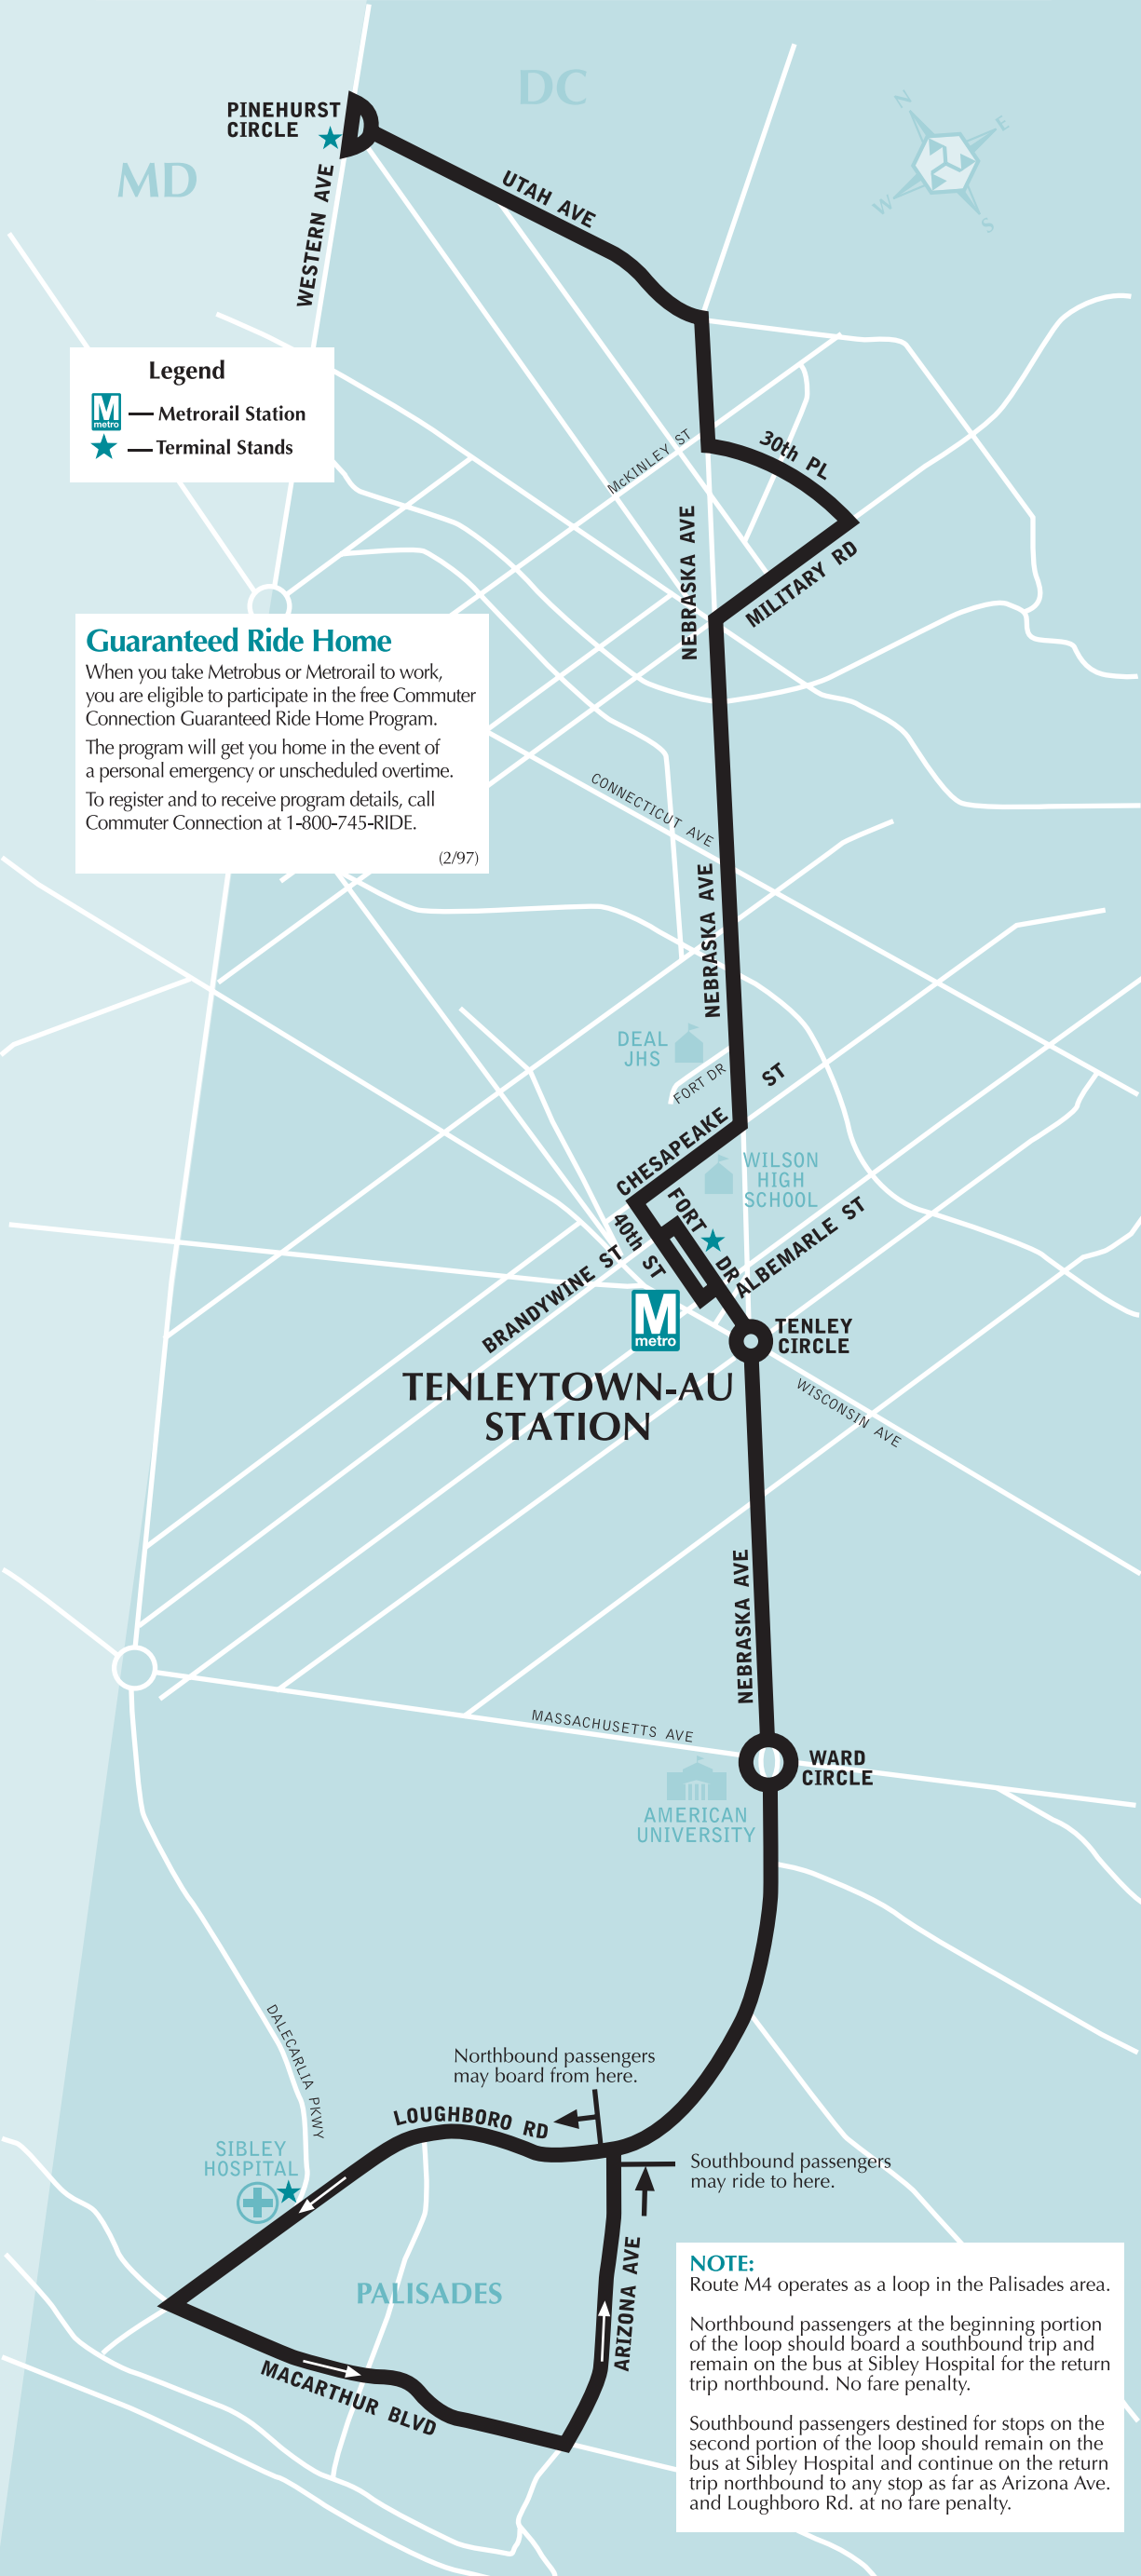 DC
N
E
W
S
PINEHURST
CIRCLE
MD
UTAH AVE
WESTERN AVE
Legend
M
metro
Metrorail Station
Terminal Stands
McKINLEY ST
30th PL
NEBRASKA AVE
MILITARY RD
Guaranteed Ride Home
When you take Metrobus or Metrorail to work,
you are eligible to participate in the free Commuter
Connection Guaranteed Ride Home Program.
The program will get you home in the event of
a personal emergency or unscheduled overtime.
To register and to receive program details, call
Commuter Connection at 1-800-745-RIDE.
(2/97)
CONNECTICUT AVE
NEBRASKA AVE
DEAL
JHS
FORT DR
CHESAPEAKE ST
WILSON
HIGH
SCHOOL
FORT DR
40th ST
BRANDYWINE ST
ALBEMARLE ST
M
metro
TENLEY
CIRCLE
TENLEYTOWN-AU
STATION
WISCONSIN AVE
NEBRASKA AVE
MASSACHUSETTS AVE
WARD
CIRCLE
AMERICAN
UNIVERSITY
DALECARLIA PKWY
Northbound passengers
may board from here.
LOUGHBORO RD
SIBLEY
HOSPITAL
Southbound passengers
may ride to here.
ARIZONA AVE
PALISADES
MACARTHUR BLVD
NOTE:
Route M4 operates as a loop in the Palisades area.
Northbound passengers at the beginning portion
of the loop should board a southbound trip and
remain on the bus at Sibley Hospital for the return
trip northbound. No fare penalty.
Southbound passengers destined for stops on the
second portion of the loop should remain on the
bus at Sibley Hospital and continue on the return
trip northbound to any stop as far as Arizona Ave.
and Loughboro Rd. at no fare penalty.